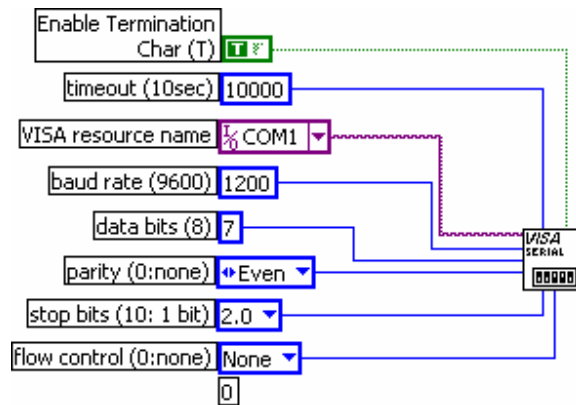 Enable Termination
Char (T) T F
timeout (10sec) 10000
VISA resource name I/O COM1
baud rate (9600) 1200
data bits (8) 7
parity (0:none) Even
stop bits (10: 1 bit) 2.0
flow control (0:none) None
0
VISA
SERIAL